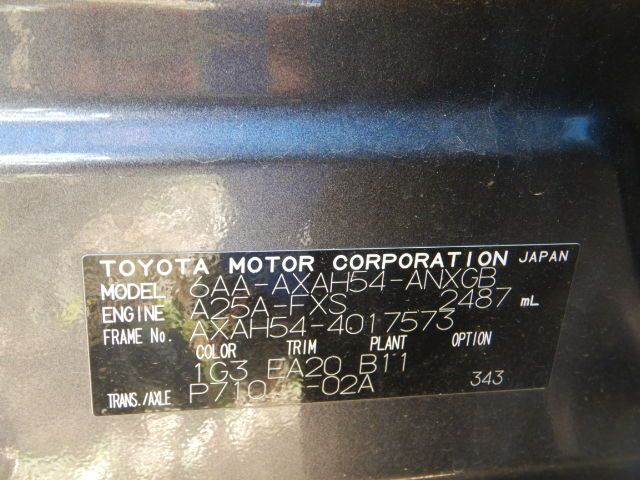 TOYOTA MOTOR CORPORATION JAPAN
MODEL 6AA-AXAH54-ANXGB
ENGINE A25A-FXS 2487 mL
FRAME No. AXAH54-4017573
COLOR TRIM PLANT OPTION
1G3 EA20 B11
TRANS./AXLE -02A 343